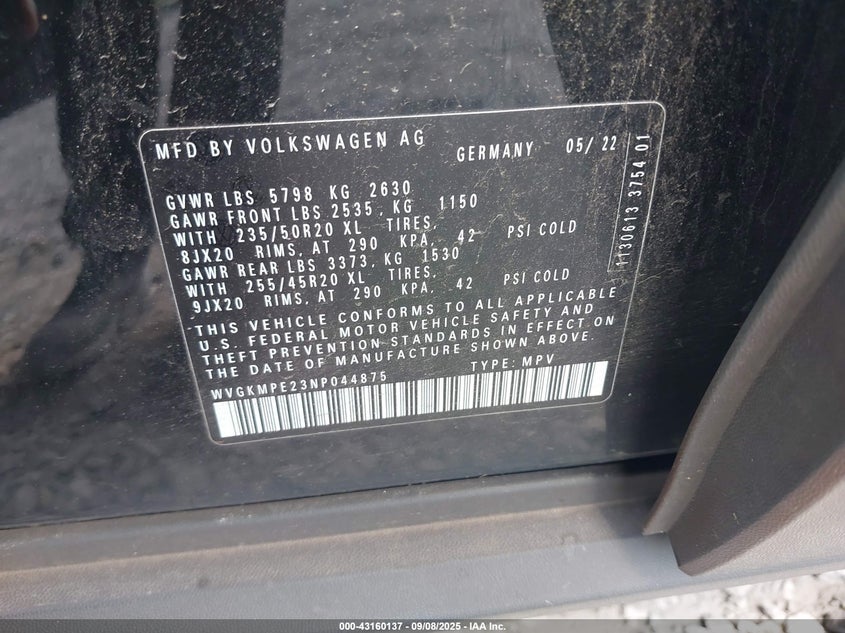 MFD BY VOLKSWAGEN AG GERMANY 05/ 22
GVWR LBS 5798 KG 2630
GAWR FRONT LBS 2535, KG 1150
WITH 235/50R20 XL TIRES,
8JX20 RIMS, AT 290 KPA, 42 PSI COLD
GAWR REAR LBS 3373, KG 1530
WITH 255/45R20 XL TIRES,
9JX20 RIMS, AT 290 KPA, 42 PSI COLD
THIS VEHICLE CONFORMS TO ALL APPLICABLE
U.S. FEDERAL MOTOR VEHICLE SAFETY AND
THEFT PREVENTION STANDARDS IN EFFECT ON
THE DATE OF MANUFACTURE SHOWN ABOVE.
WVGKMPE23NP044875 TYPE: MPV
1130613 3754 01
000-43160137 - 09/08/2025 - IAA Inc.